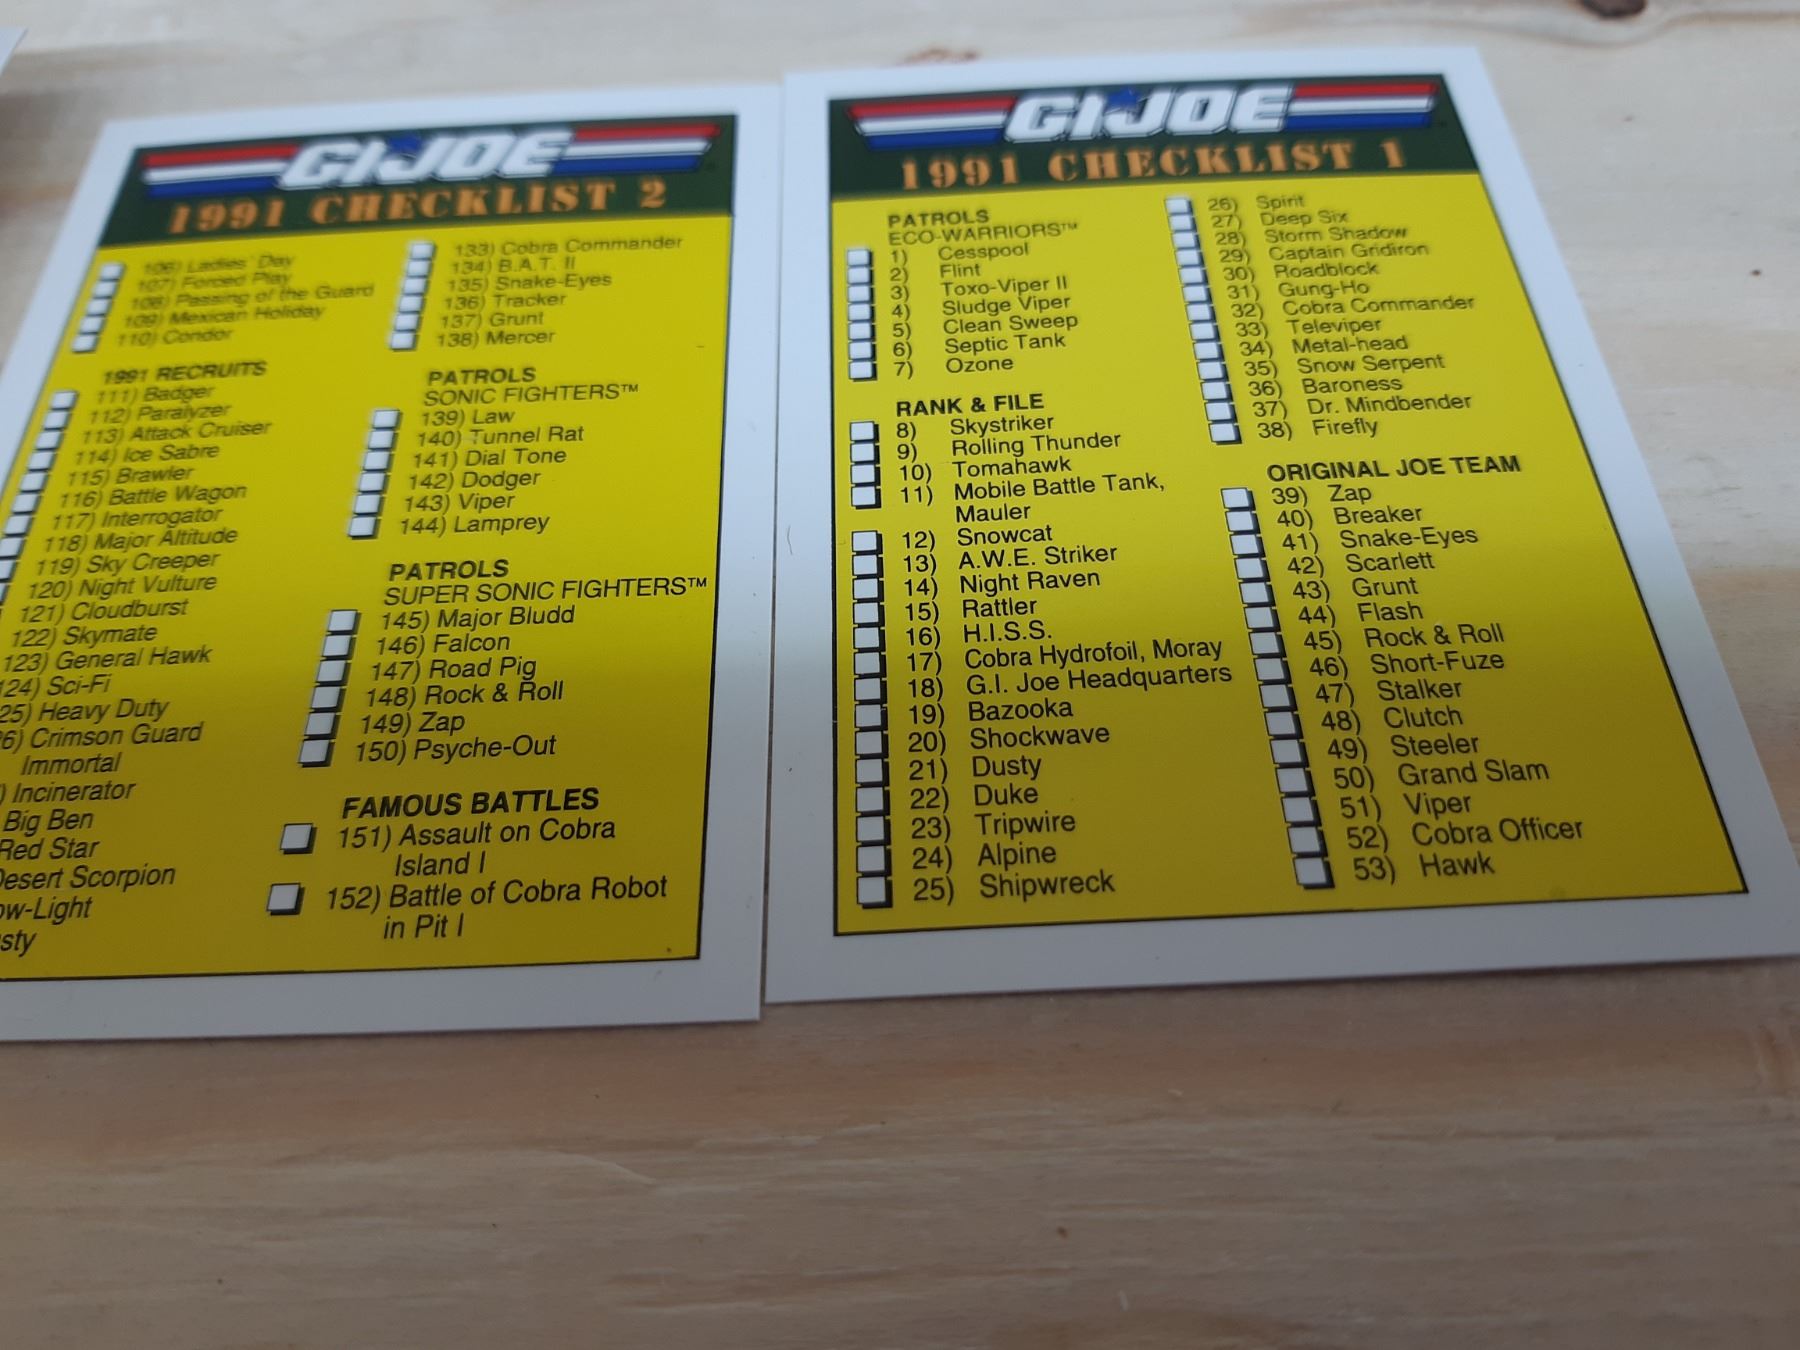 GI JOE
1991 CHECKLIST 2
106) Ladies' Day
107) Forced Play
108) Passing of the Guard
109) Mexican Holiday
110) Condor
1991 RECRUITS
111) Badger
112) Paralyzer
113) Attack Cruiser
114) Ice Sabre
115) Brawler
116) Battle Wagon
117) Interrogator
118) Major Altitude
119) Sky Creeper
120) Night Vulture
121) Cloudburst
122) Skymate
123) General Hawk
124) Sci-Fi
25) Heavy Duty
6) Crimson Guard
Immortal
) Incinerator
Big Ben
Red Star
Desert Scorpion
ow-Light
sty
133) Cobra Commander
134) B.A.T. II
135) Snake-Eyes
136) Tracker
137) Grunt
138) Mercer
PATROLS
SONIC FIGHTERS™
139) Law
140) Tunnel Rat
141) Dial Tone
142) Dodger
143) Viper
144) Lamprey
PATROLS
SUPER SONIC FIGHTERS™
145) Major Bludd
146) Falcon
147) Road Pig
148) Rock & Roll
149) Zap
150) Psyche-Out
FAMOUS BATTLES
151) Assault on Cobra
Island I
152) Battle of Cobra Robot
in Pit I
GI JOE
1991 CHECKLIST 1
PATROLS
ECO-WARRIORS™
1) Cesspool
2) Flint
3) Toxo-Viper II
4) Sludge Viper
5) Clean Sweep
6) Septic Tank
7) Ozone
RANK & FILE
8) Skystriker
9) Rolling Thunder
10) Tomahawk
11) Mobile Battle Tank,
Mauler
12) Snowcat
13) A.W.E. Striker
14) Night Raven
15) Rattler
16) H.I.S.S.
17) Cobra Hydrofoil, Moray
18) G.I. Joe Headquarters
19) Bazooka
20) Shockwave
21) Dusty
22) Duke
23) Tripwire
24) Alpine
25) Shipwreck
26) Spirit
27) Deep Six
28) Storm Shadow
29) Captain Gridiron
30) Roadblock
31) Gung-Ho
32) Cobra Commander
33) Televiper
34) Metal-head
35) Snow Serpent
36) Baroness
37) Dr. Mindbender
38) Firefly
ORIGINAL JOE TEAM
39) Zap
40) Breaker
41) Snake-Eyes
42) Scarlett
43) Grunt
44) Flash
45) Rock & Roll
46) Short-Fuze
47) Stalker
48) Clutch
49) Steeler
50) Grand Slam
51) Viper
52) Cobra Officer
53) Hawk